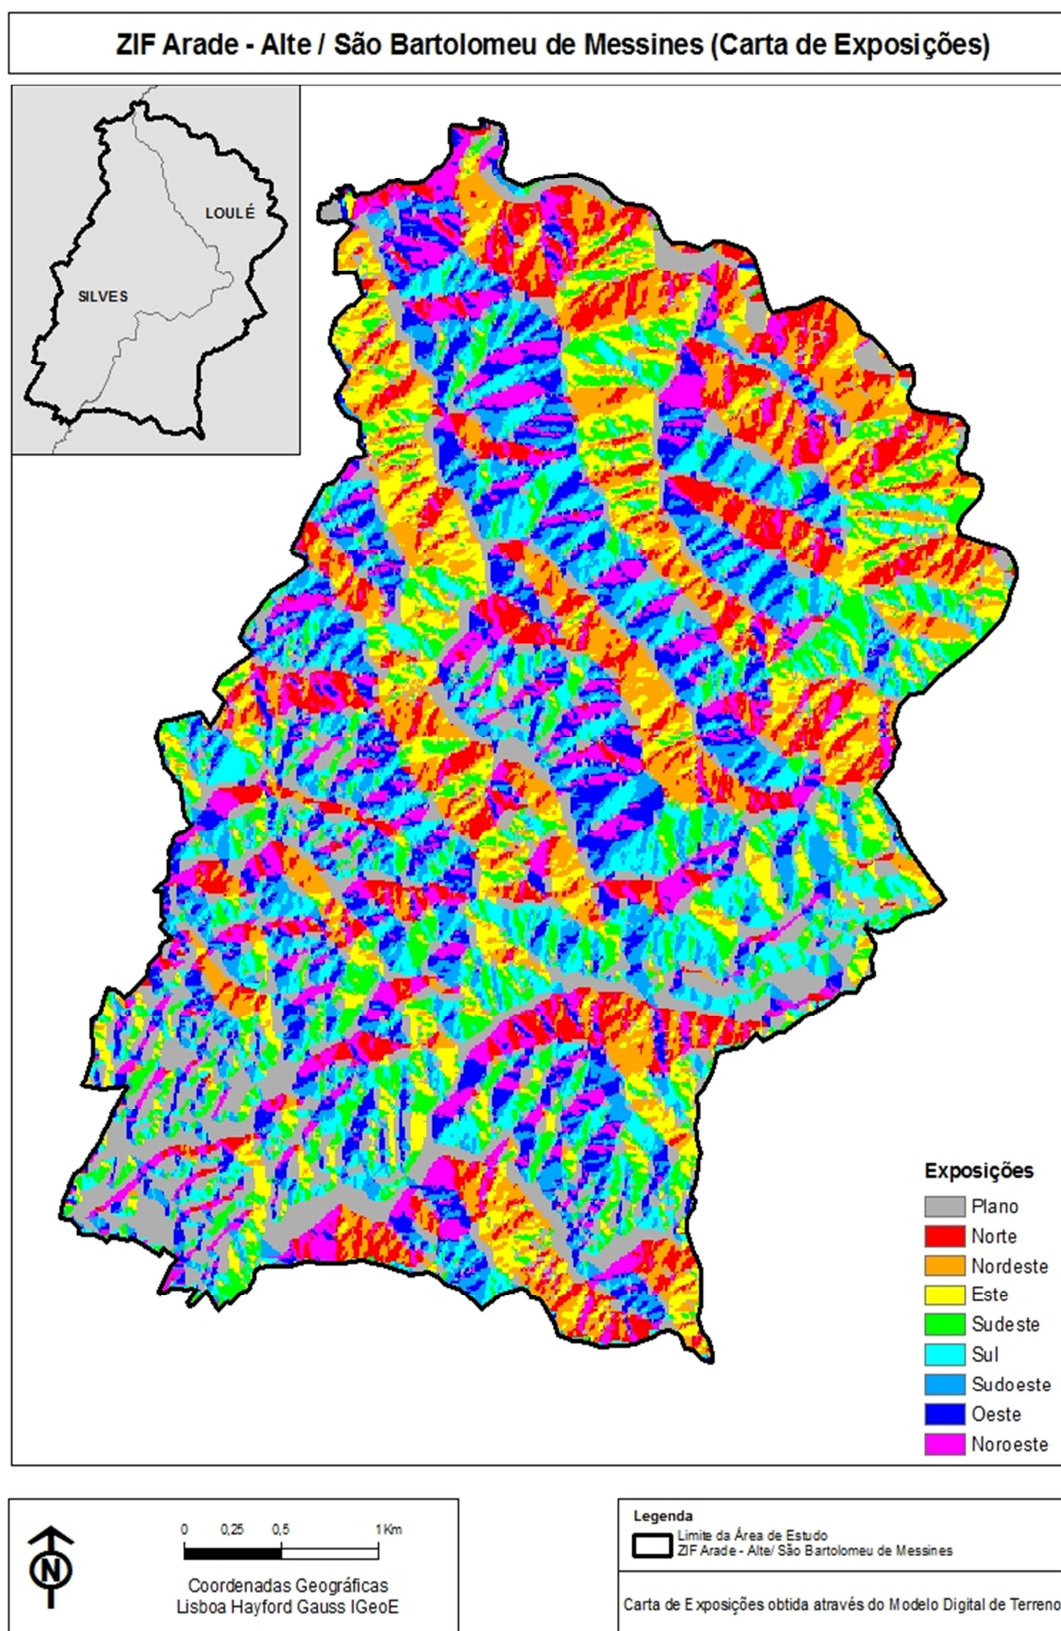 ZIF Arade - Alte / São Bartolomeu de Messines (Carta de Exposições)
LOULÉ
SILVES
Exposições
Plano
Norte
Nordeste
Este
Sudeste
Sul
Sudoeste
Oeste
Noroeste
0 0,25 0,5 1 Km
N
Coordenadas Geográficas
Lisboa Hayford Gauss IGeoE
Legenda
Limite da Área de Estudo
ZIF Arade - Alte/ São Bartolomeu de Messines
Carta de Exposições obtida através do Modelo Digital de Terreno